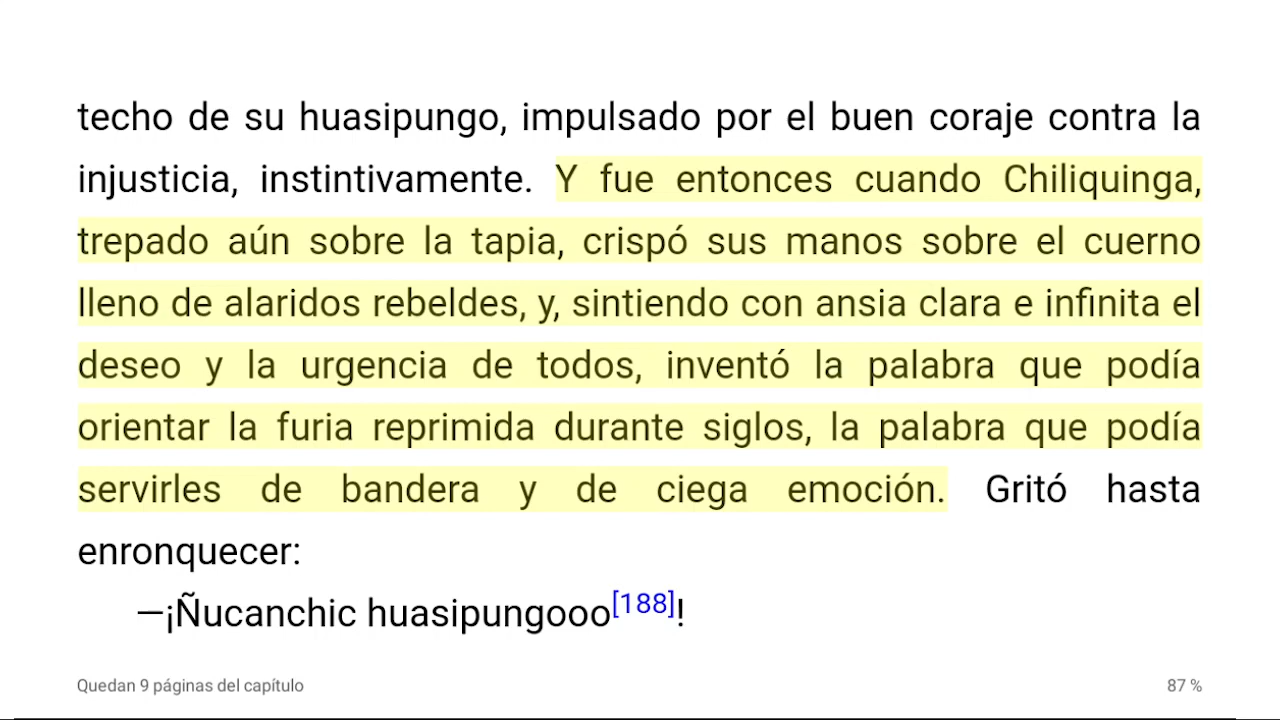 techo de su huasipungo, impulsado por el buen coraje contra la
injusticia, instintivamente. Y fue entonces cuando Chiliquinga,
trepado aún sobre la tapia, crispó sus manos sobre el cuerno
lleno de alaridos rebeldes, y, sintiendo con ansia clara e infinita el
deseo y la urgencia de todos, inventó la palabra que podía
orientar la furia reprimida durante siglos, la palabra que podía
servirles de bandera y de ciega emoción. Gritó hasta
enronquecer:
—¡Ñucanchic huasipungooo[188]!
Quedan 9 páginas del capítulo 87 %